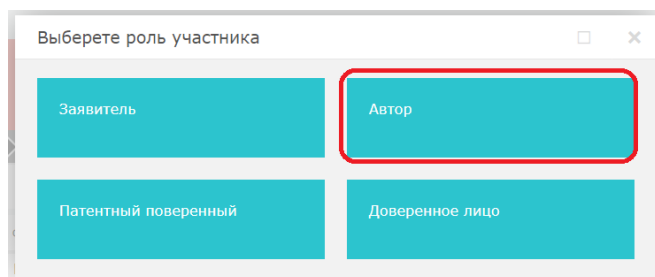 Выберете роль участника
Заявитель
Автор
Патентный поверенный
Доверенное лицо